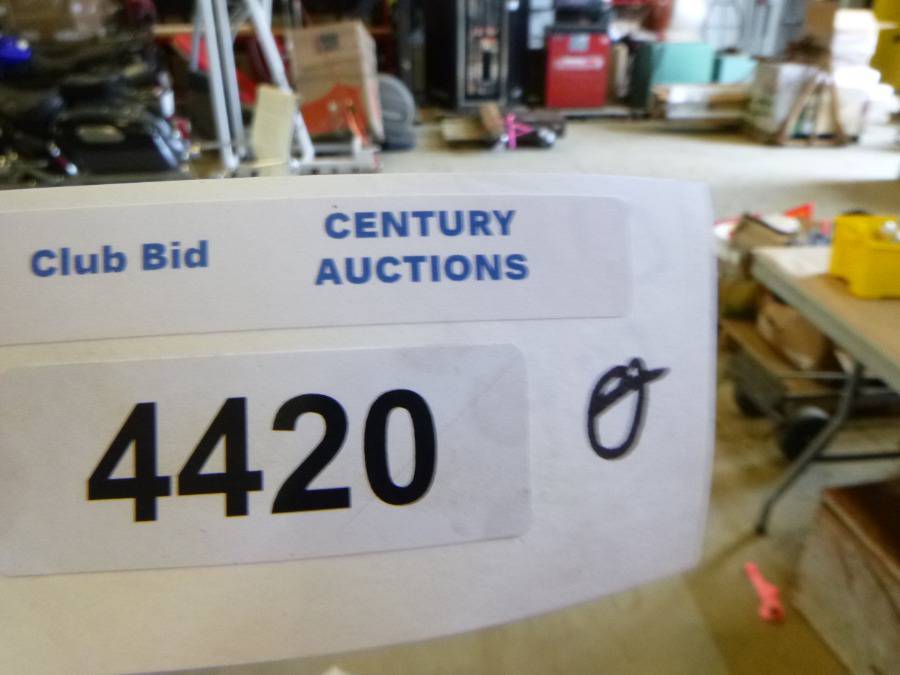 Club Bid
CENTURY
AUCTIONS
4420